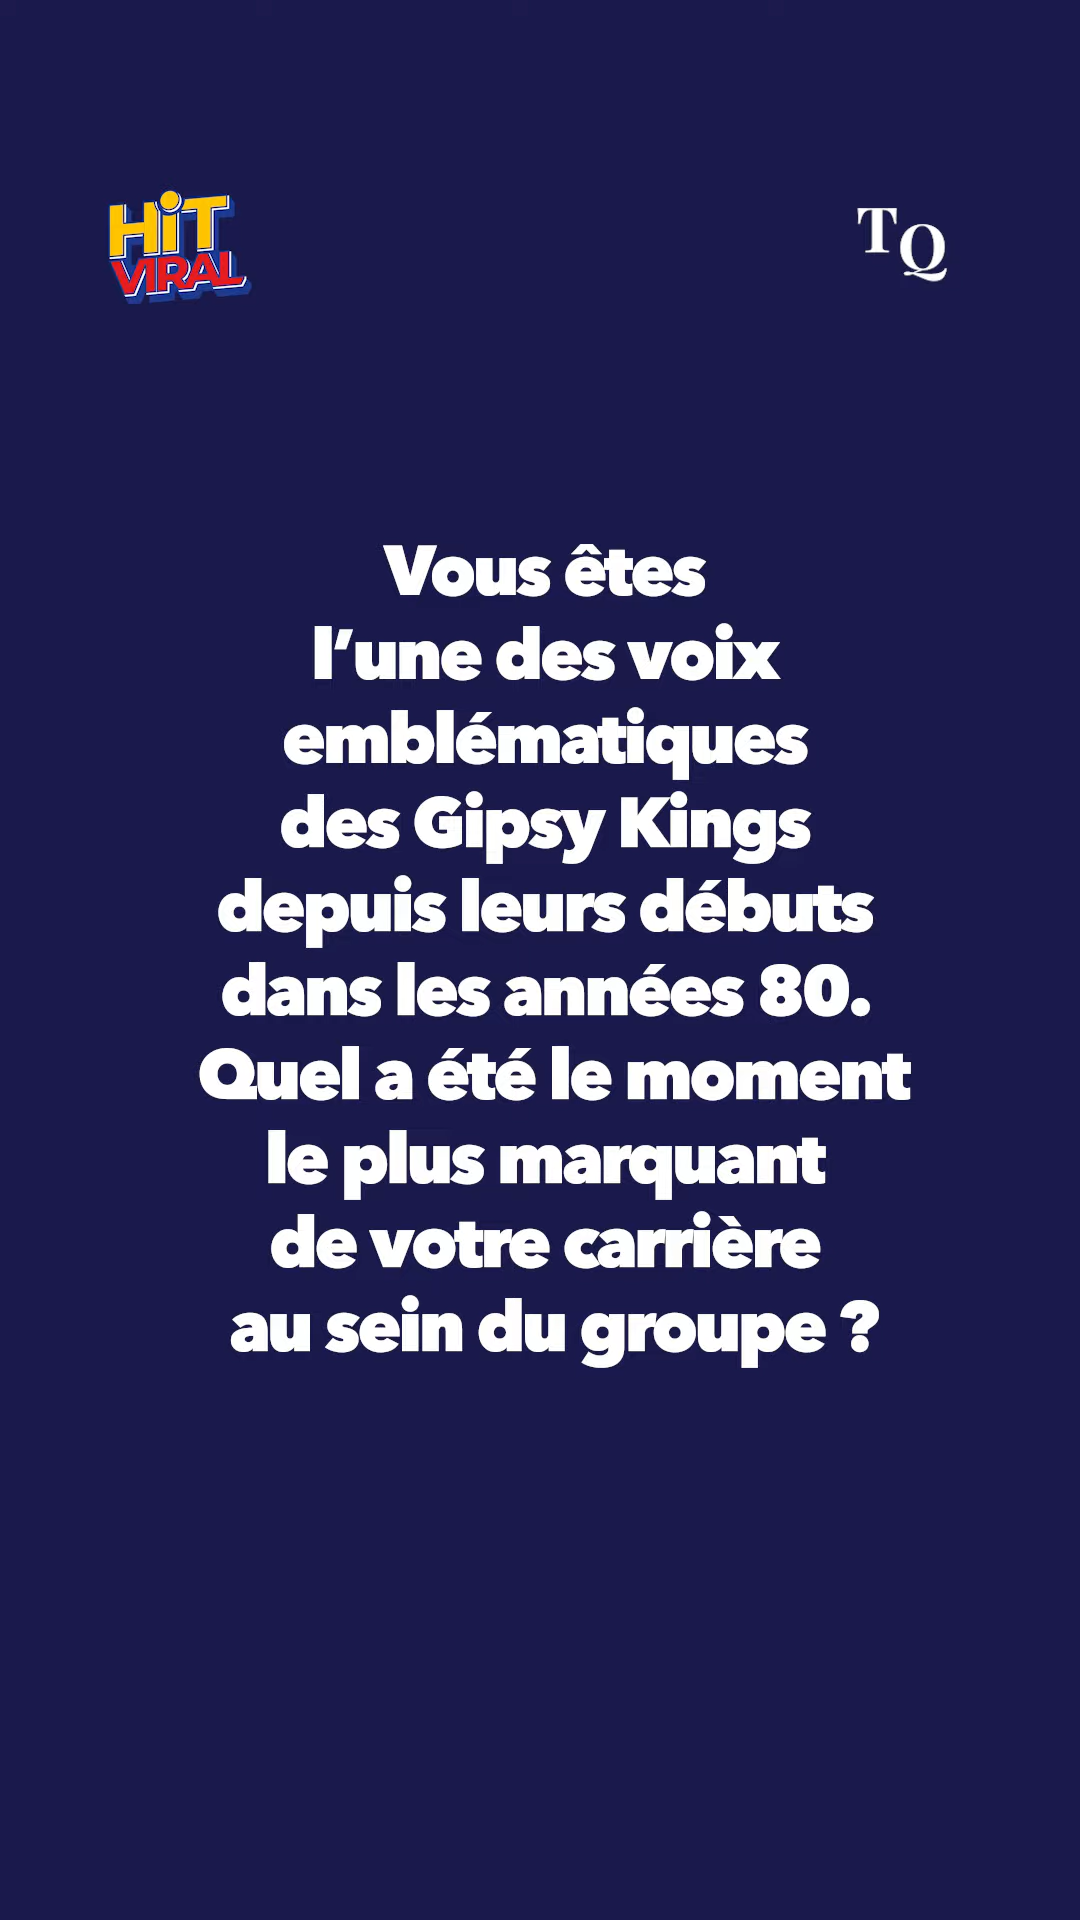 HiT
VIRAL
TQ
Vous êtes
l’une des voix
emblématiques
des Gipsy Kings
depuis leurs débuts
dans les années 80.
Quel a été le moment
le plus marquant
de votre carrière
au sein du groupe ?